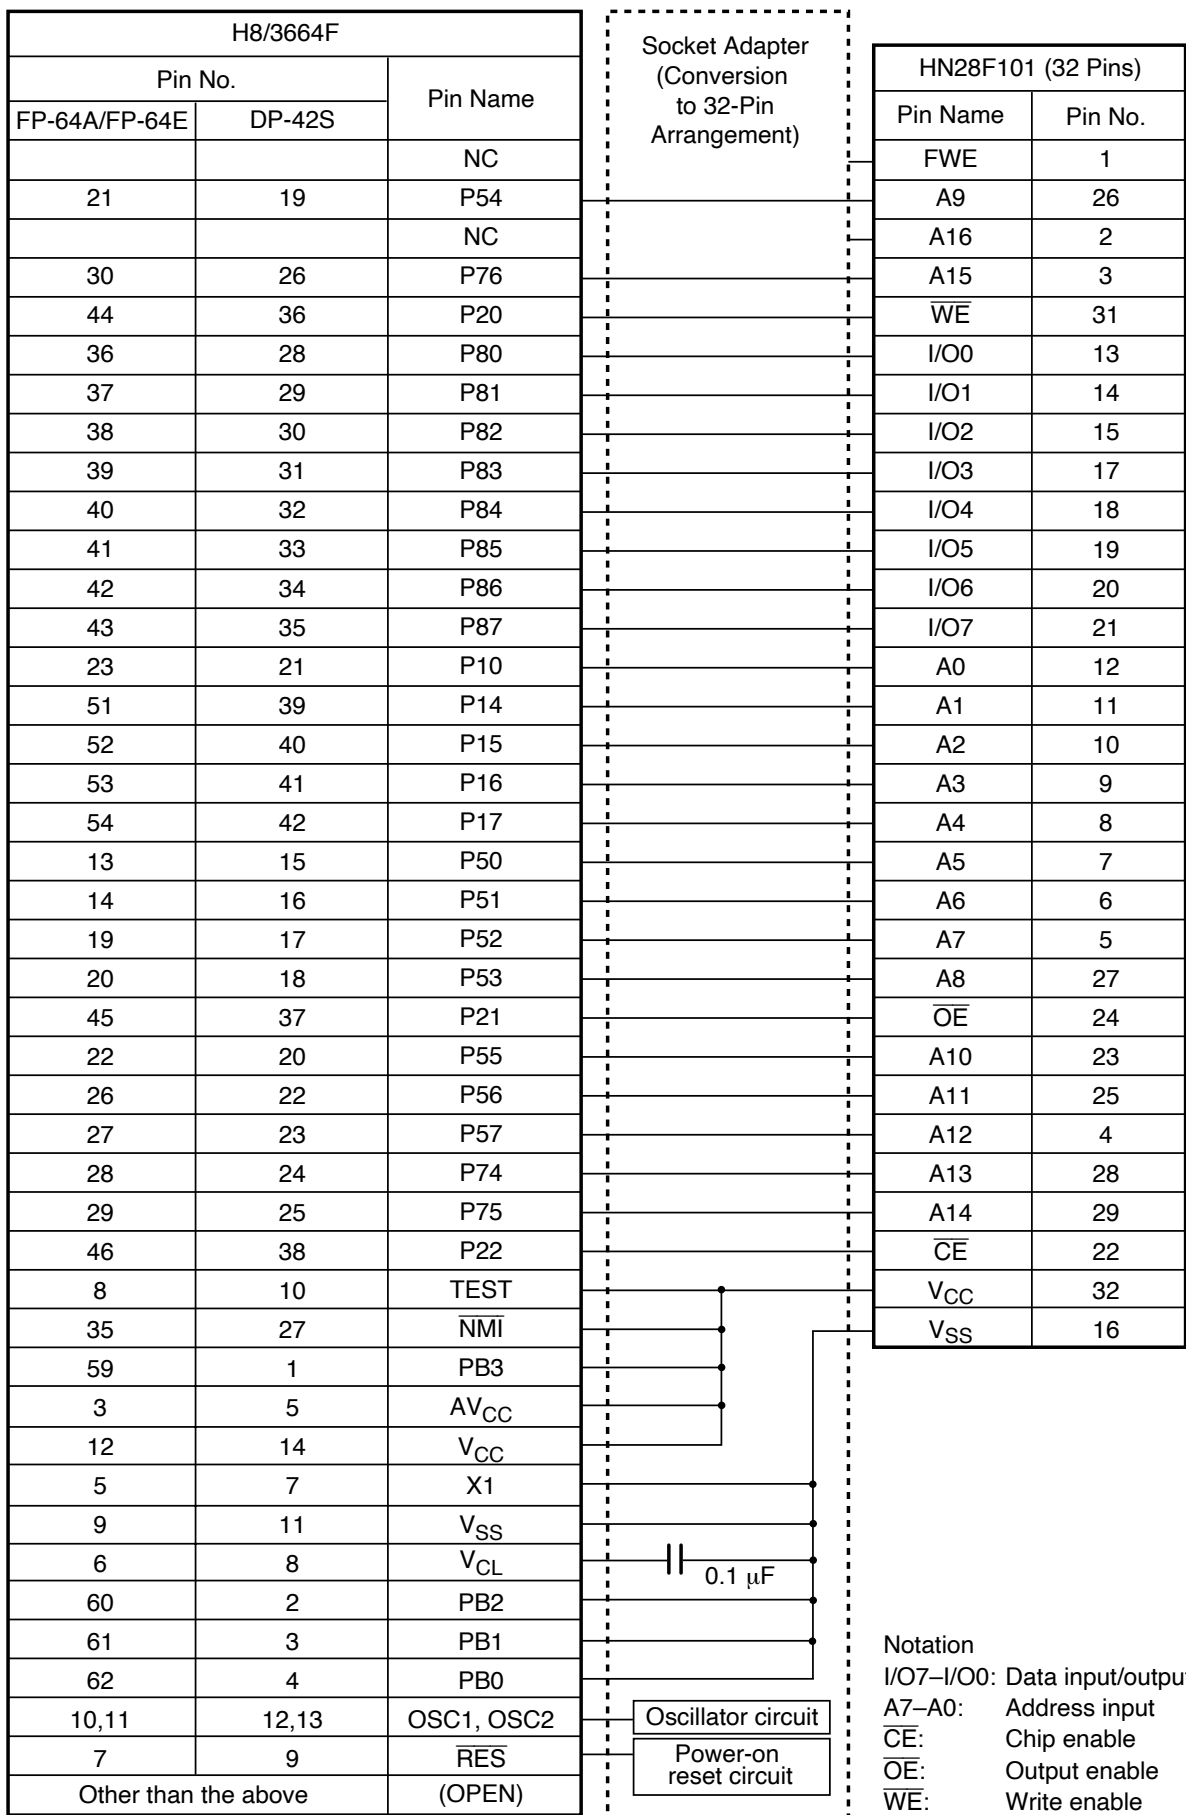 H8/3664F
Pin No. Pin Name
FP-64A/FP-64E DP-42S
NC
21 19 P54
NC
30 26 P76
44 36 P20
36 28 P80
37 29 P81
38 30 P82
39 31 P83
40 32 P84
41 33 P85
42 34 P86
43 35 P87
23 21 P10
51 39 P14
52 40 P15
53 41 P16
54 42 P17
13 15 P50
14 16 P51
19 17 P52
20 18 P53
45 37 P21
22 20 P55
26 22 P56
27 23 P57
28 24 P74
29 25 P75
46 38 P22
8 10 TEST
35 27 NMI
59 1 PB3
3 5 AVCC
12 14 VCC
5 7 X1
9 11 VSS
6 8 VCL
60 2 PB2
61 3 PB1
62 4 PB0
10,11 12,13 OSC1, OSC2
7 9 RES
Other than the above (OPEN)
Socket Adapter
(Conversion
to 32-Pin
Arrangement)
0.1 μF
Oscillator circuit
Power-on
reset circuit
HN28F101 (32 Pins)
Pin Name Pin No.
FWE 1
A9 26
A16 2
A15 3
WE 31
I/O0 13
I/O1 14
I/O2 15
I/O3 17
I/O4 18
I/O5 19
I/O6 20
I/O7 21
A0 12
A1 11
A2 10
A3 9
A4 8
A5 7
A6 6
A7 5
A8 27
OE 24
A10 23
A11 25
A12 4
A13 28
A14 29
CE 22
VCC 32
VSS 16
Notation
I/O7–I/O0: Data input/output
A7–A0: Address input
CE: Chip enable
OE: Output enable
WE: Write enable